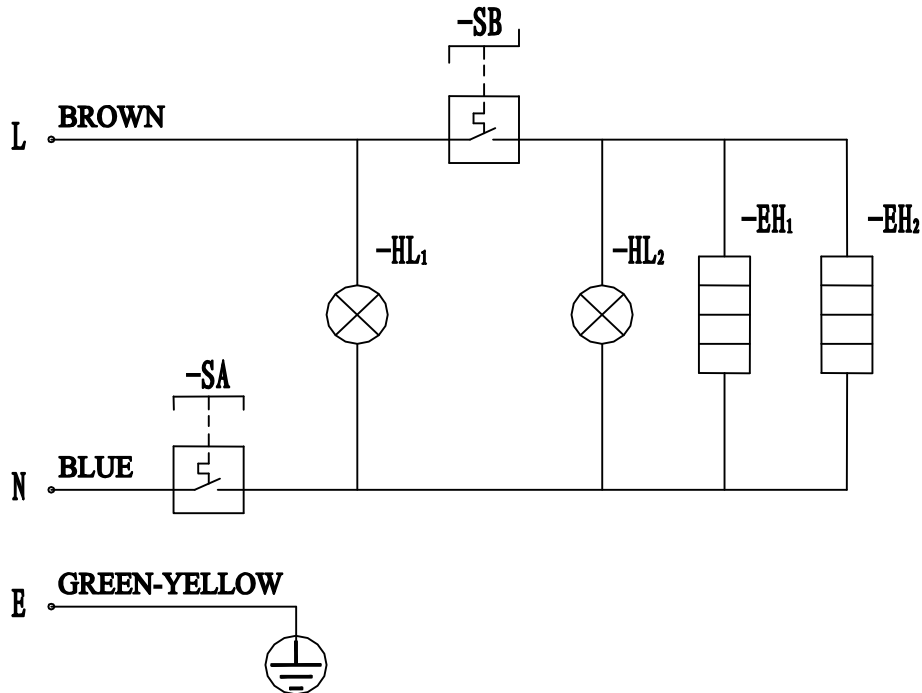 -SB
L BROWN
-EH₁ -EH₂
-HL₁ -HL₂
-SA
N BLUE
E GREEN-YELLOW